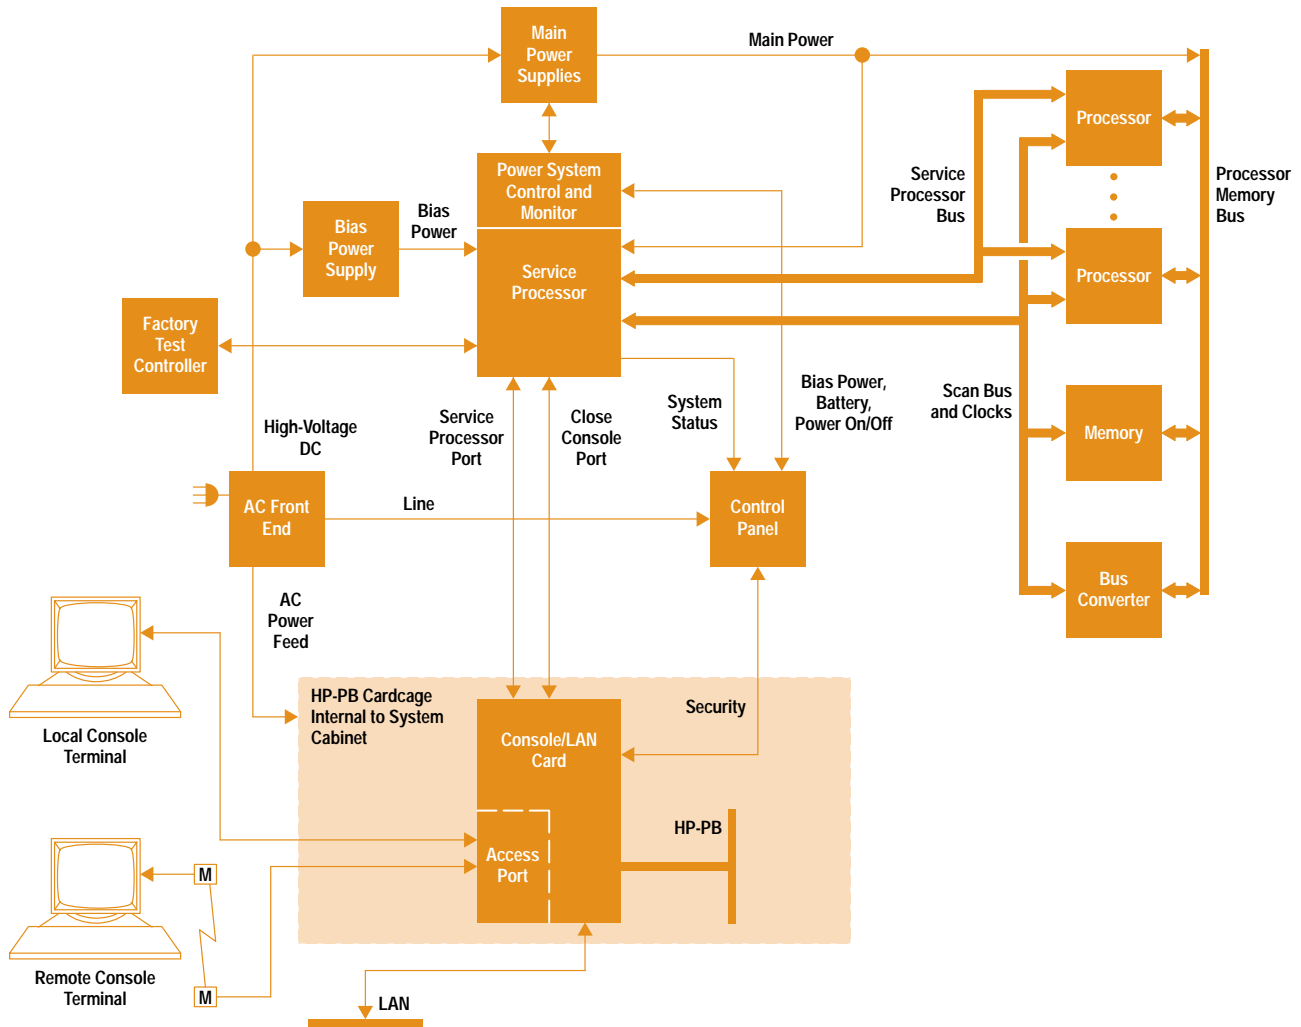 Main
Power
Supplies
Main Power
Processor
Power System
Control and
Monitor
Service
Processor
Bus
Processor
Memory
Bus
Bias
Power
Bias
Power
Supply
Service
Processor
Processor
Factory
Test
Controller
Scan Bus
and Clocks
Bias Power,
Battery,
Power On/Off
System
Status
Service
Processor
Port
Close
Console
Port
High-Voltage
DC
Memory
AC Front
End
Line
Control
Panel
Bus
Converter
AC
Power
Feed
HP-PB Cardcage
Internal to System
Cabinet
Security
Console/LAN
Card
Local Console
Terminal
HP-PB
Access
Port
M
M
Remote Console
Terminal
LAN